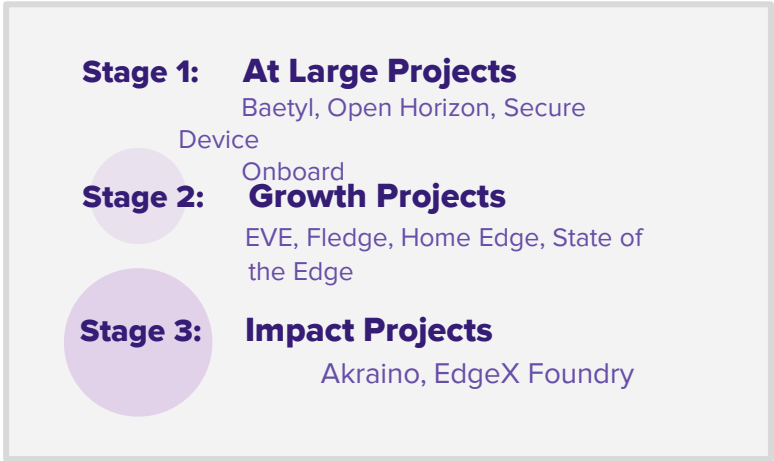 Stage 1: At Large Projects
Baetyl, Open Horizon, Secure
Device
Onboard
Stage 2: Growth Projects
EVE, Fledge, Home Edge, State of
the Edge
Stage 3: Impact Projects
Akraino, EdgeX Foundry